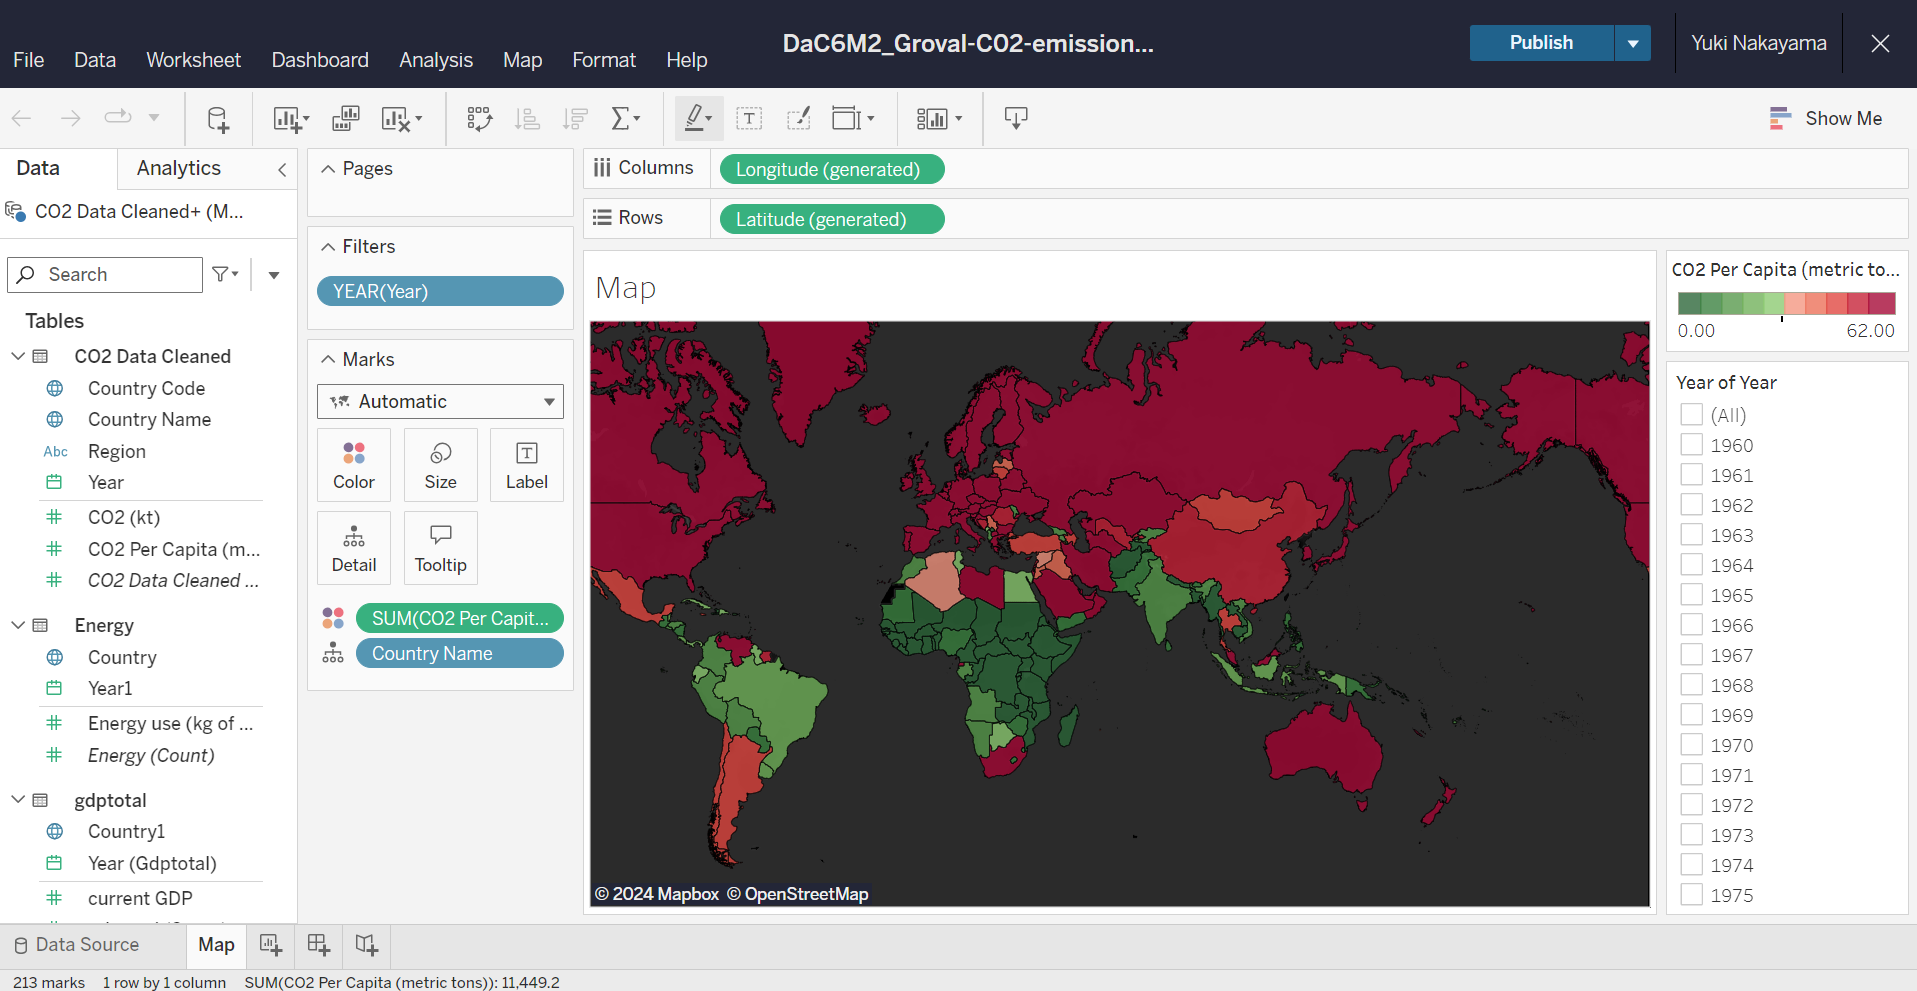 DaC6M2_Groval-C02-emission...
Publish
Yuki Nakayama
File Data Worksheet Dashboard Analysis Map Format Help
Show Me
Data Analytics
CO2 Data Cleaned+ (M...
Search
Tables
CO2 Data Cleaned
Country Code
Country Name
Abc Region
Year
CO2 (kt)
CO2 Per Capita (m...
CO2 Data Cleaned ...
Energy
Country
Year1
Energy use (kg of ...
Energy (Count)
gdptotal
Country1
Year (Gdptotal)
current GDP
Pages
Filters
YEAR(Year)
Marks
Automatic
Color Size Label
Detail Tooltip
SUM(CO2 Per Capit...
Country Name
Columns Longitude (generated)
Rows Latitude (generated)
Map
© 2024 Mapbox © OpenStreetMap
CO2 Per Capita (metric to...
0.00 62.00
Year of Year
(All)
1960
1961
1962
1963
1964
1965
1966
1967
1968
1969
1970
1971
1972
1973
1974
1975
Data Source Map
213 marks 1 row by 1 column SUM(CO2 Per Capita (metric tons)): 11,449.2